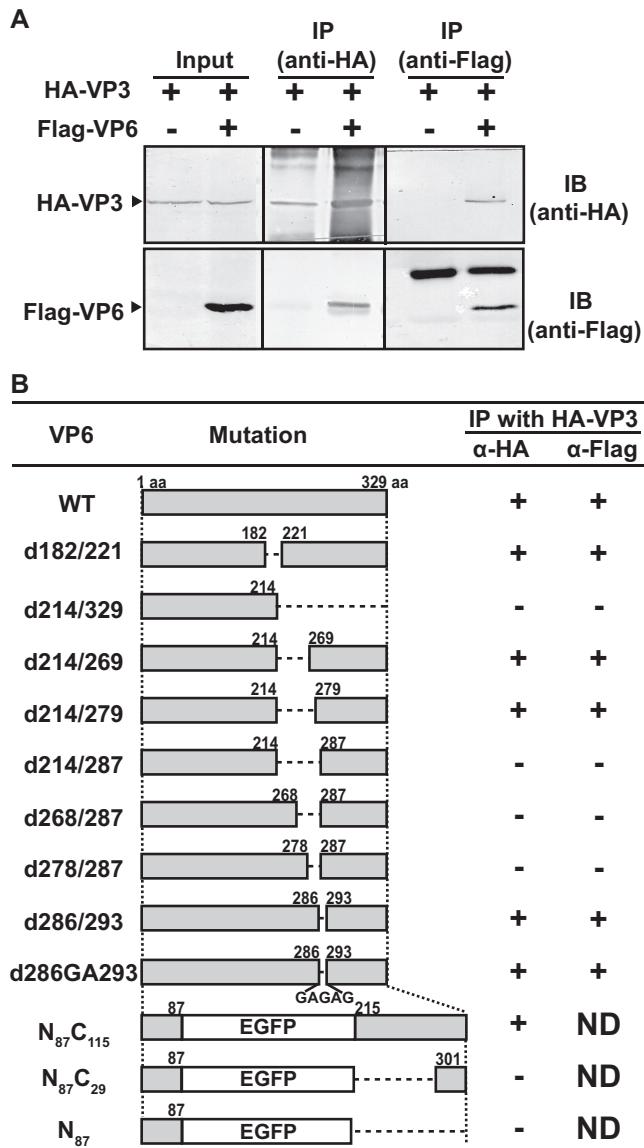 A
Input IP (anti-HA) IP (anti-Flag)
HA-VP3 + + + + + +
Flag-VP6 - + - + - +
HA-VP3 IB (anti-HA)
Flag-VP6 IB (anti-Flag)
B
VP6 Mutation IP with HA-VP3
α-HA α-Flag
1 aa 329 aa
WT + +
182 221
d182/221 + +
214
d214/329 - -
214 269
d214/269 + +
214 279
d214/279 + +
214 287
d214/287 - -
268 287
d268/287 - -
278 287
d278/287 - -
286 293
d286/293 + +
286 293
d286GA293 + +
GAGAG
87 215
N87C115 EGFP + ND
87 301
N87C29 EGFP - ND
87
N87 EGFP - ND